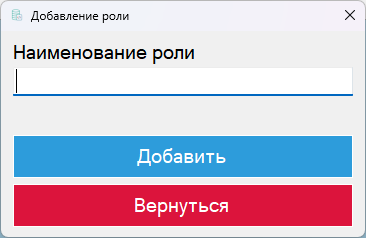 Добавление роли
Наименование роли
Добавить
Вернуться